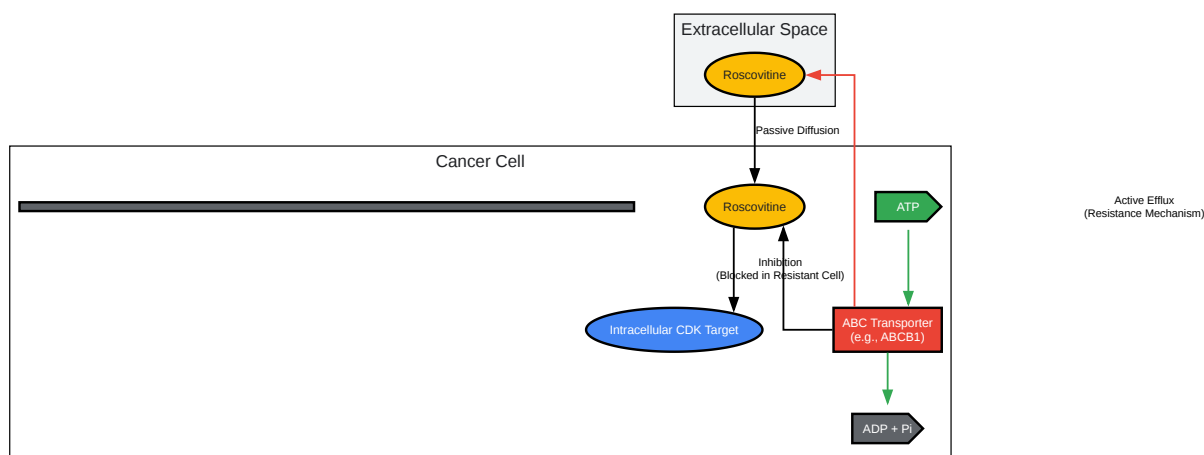 Extracellular Space
Roscovitine
Passive Diffusion
Cancer Cell
Roscovitine
ATP
Active Efflux
(Resistance Mechanism)
Inhibition
(Blocked in Resistant Cell)
Intracellular CDK Target
ABC Transporter
(e.g., ABCB1)
ADP + Pi